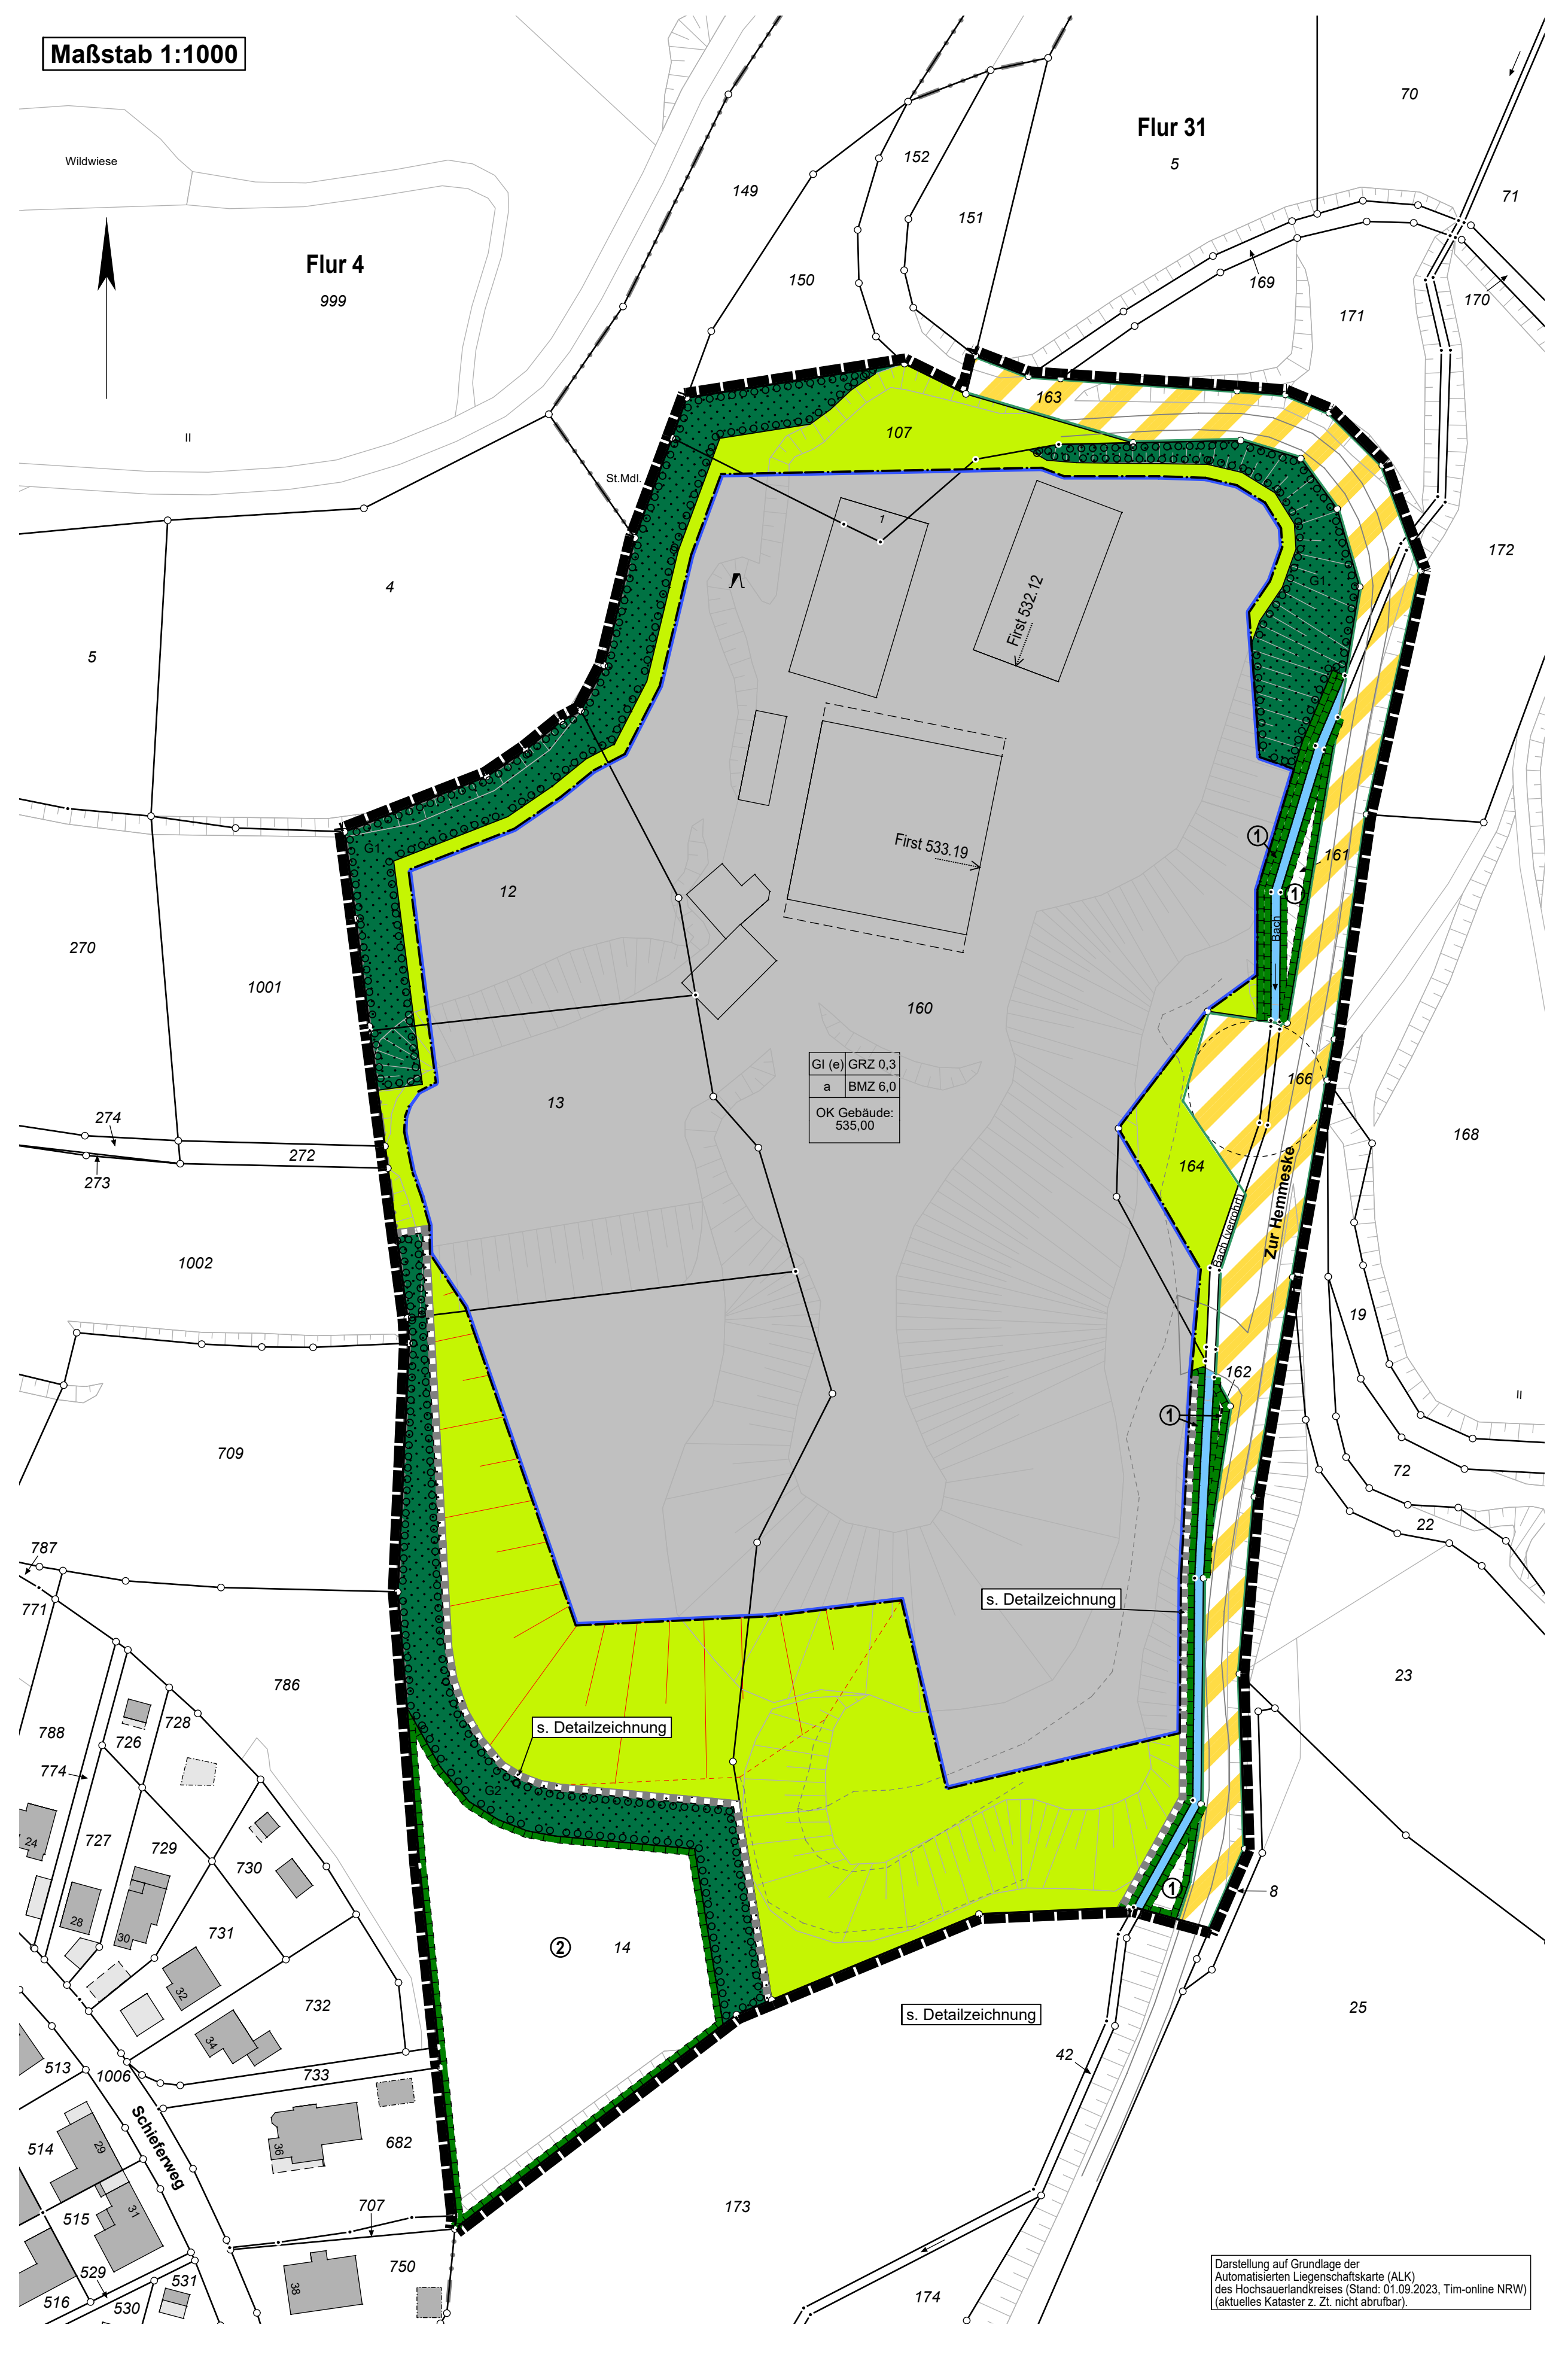 Maßstab 1:1000
70
Flur 31
5
152
Wildwiese
149
71
151
Flur 4
999
150
169
170
171
163
107
II
St.Mdl.
1
172
G1
4
First 532.12
5
First 533.19
1
161
G1
12
1
Bach
270
1001
160
GI (e)
GRZ 0,3
a
BMZ 6,0
OK Gebäude:
535,00
166
13
274
272
164
168
273
Zur Hemmeske
Bach (verrohrt)
1002
19
162
II
1
709
72
22
787
s. Detailzeichnung
771
786
23
788
726
728
s. Detailzeichnung
774
G2
24
727
729
730
1
8
28
30
731
2
14
32
732
s. Detailzeichnung
25
34
42
513
1006
733
Schieferweg
514
29
36
682
173
707
515
31
750
529
531
38
516
530
174
Darstellung auf Grundlage der
Automatisierten Liegenschaftskarte (ALK)
des Hochsauerlandkreises (Stand: 01.09.2023, Tim-online NRW)
(aktuelles Kataster z. Zt. nicht abrufbar).